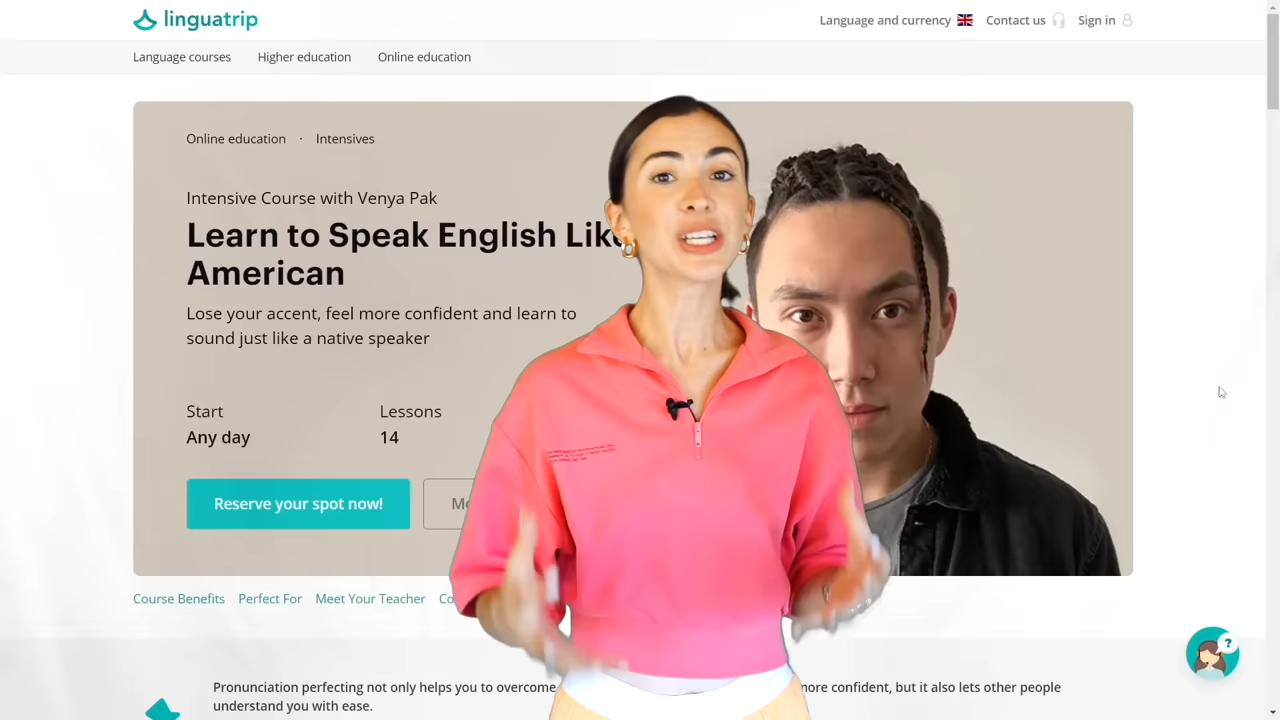 linguatrip
Language and currency Contact us Sign in
Language courses Higher education Online education
Online education · Intensives
Intensive Course with Venya Pak
Learn to Speak English Like
American
Lose your accent, feel more confident and learn to
sound just like a native speaker
Start Lessons
Any day 14
Reserve your spot now!
Course Benefits Perfect For Meet Your Teacher
?
Pronunciation perfecting not only helps you to overcome more confident, but it also lets other people
understand you with ease.